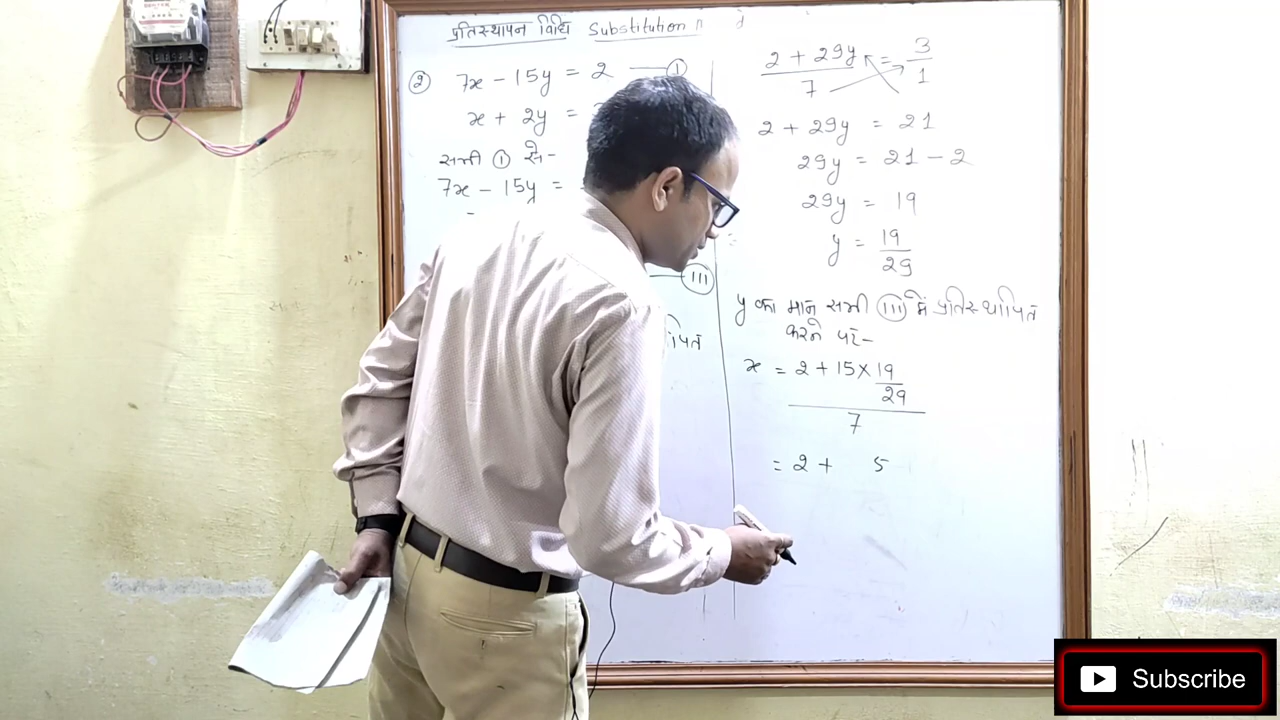 प्रतिस्थापन विधि Substitution
② 7x - 15y = 2 — ①
x + 2y =
समी ① से-
7x - 15y =
— (III)
2 + 29y / 7 = 3 / 1
2 + 29y = 21
29y = 21 - 2
29y = 19
y = 19 / 29
y का मान समी (III) में प्रतिस्थापित
करने पर-
x = 2 + 15 × 19 / 29
7
= 2 + 5
Subscribe